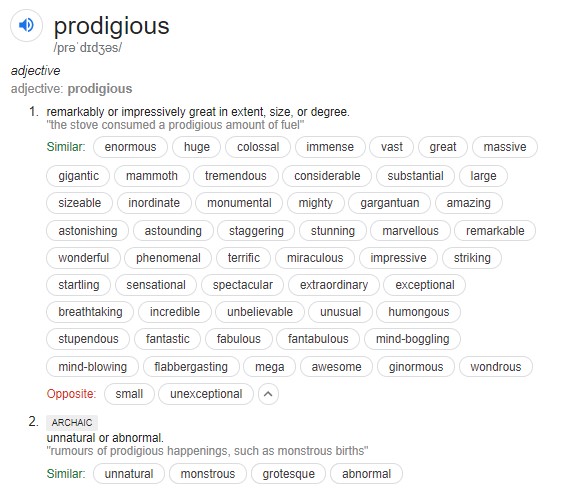 prodigious
/prəˈdɪdʒəs/
adjective
adjective: prodigious
1. remarkably or impressively great in extent, size, or degree.
"the stove consumed a prodigious amount of fuel"
Similar: enormous huge colossal immense vast great massive
gigantic mammoth tremendous considerable substantial large
sizeable inordinate monumental mighty gargantuan amazing
astonishing astounding staggering stunning marvellous remarkable
wonderful phenomenal terrific miraculous impressive striking
startling sensational spectacular extraordinary exceptional
breathtaking incredible unbelievable unusual humongous
stupendous fantastic fabulous fantabulous mind-boggling
mind-blowing flabbergasting mega awesome ginormous wondrous
Opposite: small unexceptional
2. ARCHAIC
unnatural or abnormal.
"rumours of prodigious happenings, such as monstrous births"
Similar: unnatural monstrous grotesque abnormal